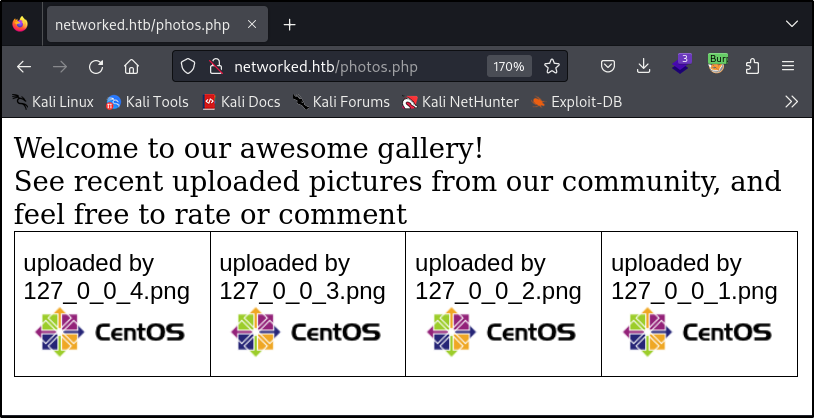 networked.htb/photos.php
networked.htb/photos.php 170% 3 Burp
Kali Linux Kali Tools Kali Docs Kali Forums Kali NetHunter Exploit-DB
Welcome to our awesome gallery!
See recent uploaded pictures from our community, and
feel free to rate or comment
uploaded by
127_0_0_4.png
CentOS
uploaded by
127_0_0_3.png
CentOS
uploaded by
127_0_0_2.png
CentOS
uploaded by
127_0_0_1.png
CentOS